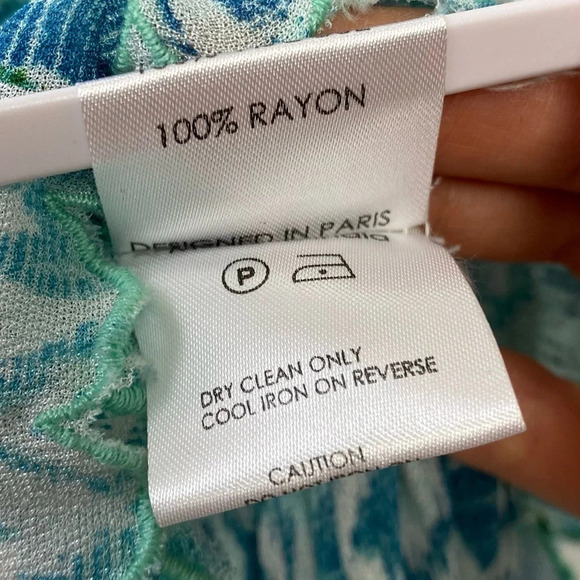 100% RAYON
DESIGNED IN PARIS
P
DRY CLEAN ONLY
COOL IRON ON REVERSE
CAUTION